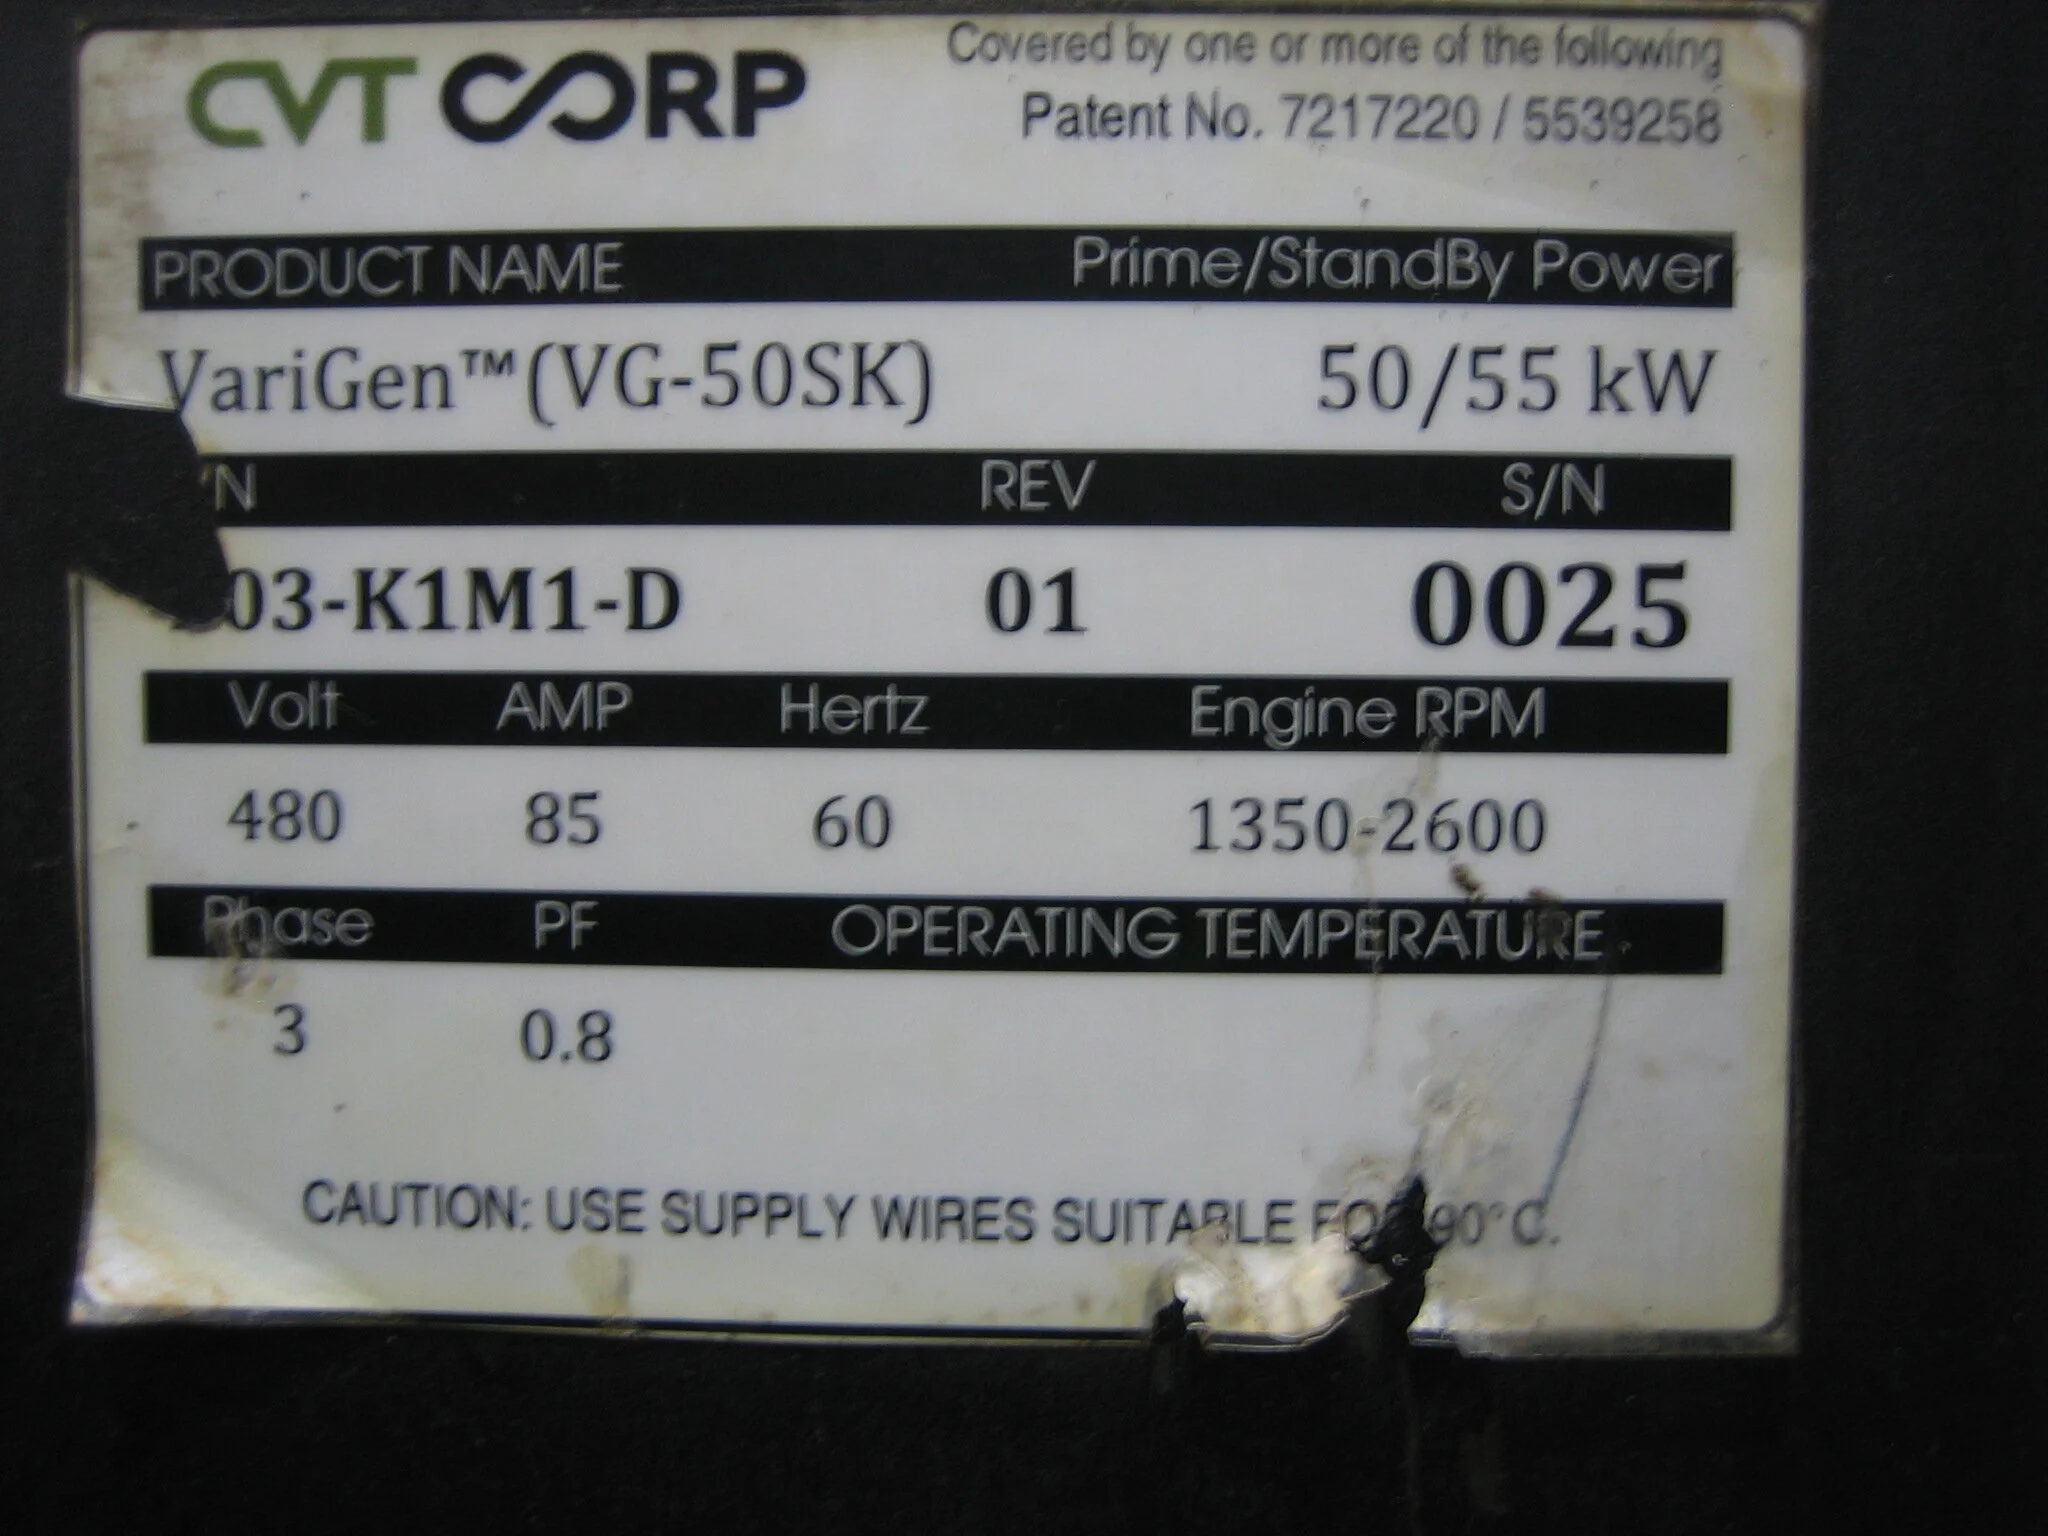 CVT CORP
Covered by one or more of the following
Patent No. 7217220 / 5539258
PRODUCT NAME Prime/StandBy Power
VariGen™(VG-50SK) 50/55 kW
REV S/N
03-K1M1-D 01 0025
Volt AMP Hertz Engine RPM
480 85 60 1350-2600
Phase PF OPERATING TEMPERATURE
3 0.8
CAUTION: USE SUPPLY WIRES SUITABLE FOR 90°C.